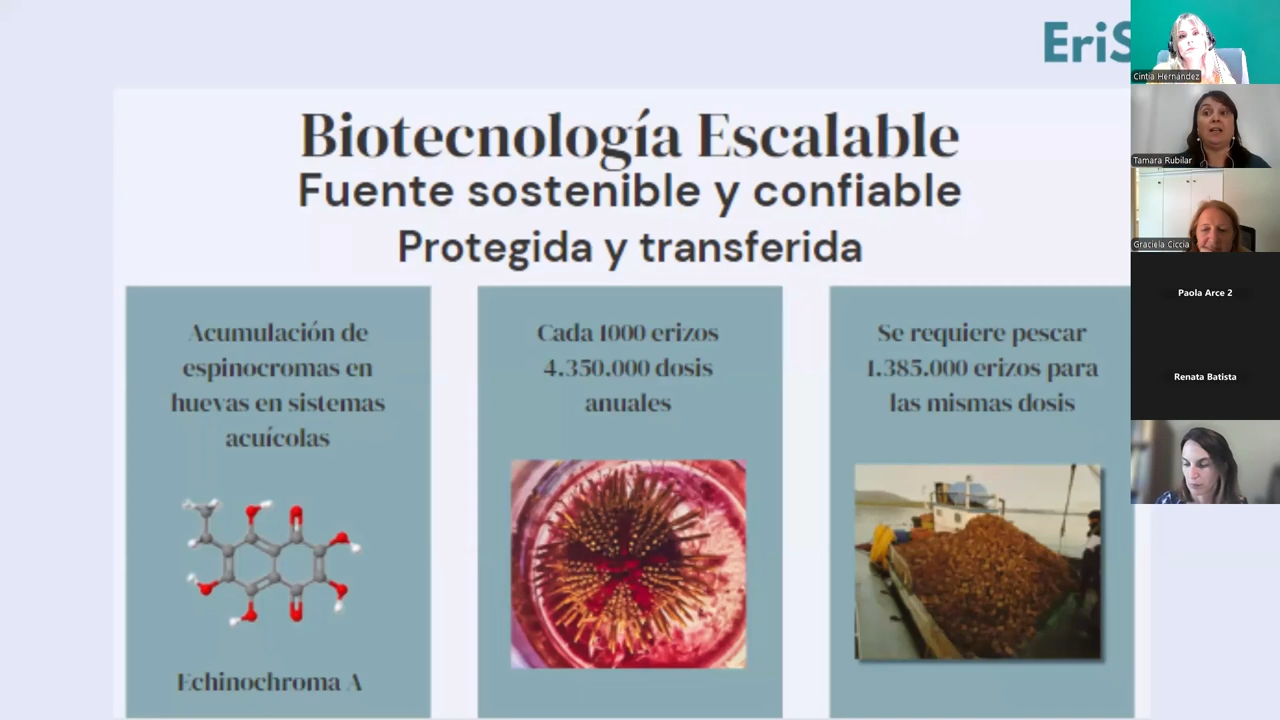 EriS
Biotecnología Escalable
Fuente sostenible y confiable
Protegida y transferida
Acumulación de
espinocromas en
huevas en sistemas
acuícolas
Echinochroma A
Cada 1000 erizos
4.350.000 dosis
anuales
Se requiere pescar
1.385.000 erizos para
las mismas dosis
Cintia Hernández
Tamara Rubilar
Graciela Ciccia
Paola Arce 2
Renata Batista